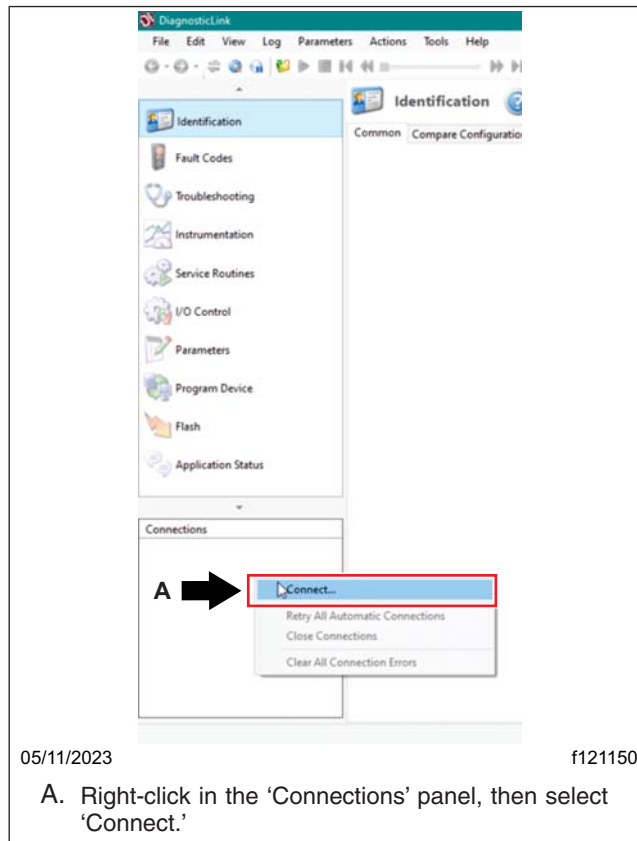 DiagnosticLink
File Edit View Log Parameters Actions Tools Help
Identification
Fault Codes
Troubleshooting
Instrumentation
Service Routines
I/O Control
Parameters
Program Device
Flash
Application Status
Identification
Common Compare Configuration
Connections
A
Connect...
Retry All Automatic Connections
Close Connections
Clear All Connection Errors
05/11/2023 f121150
A. Right-click in the ‘Connections’ panel, then select
‘Connect.’